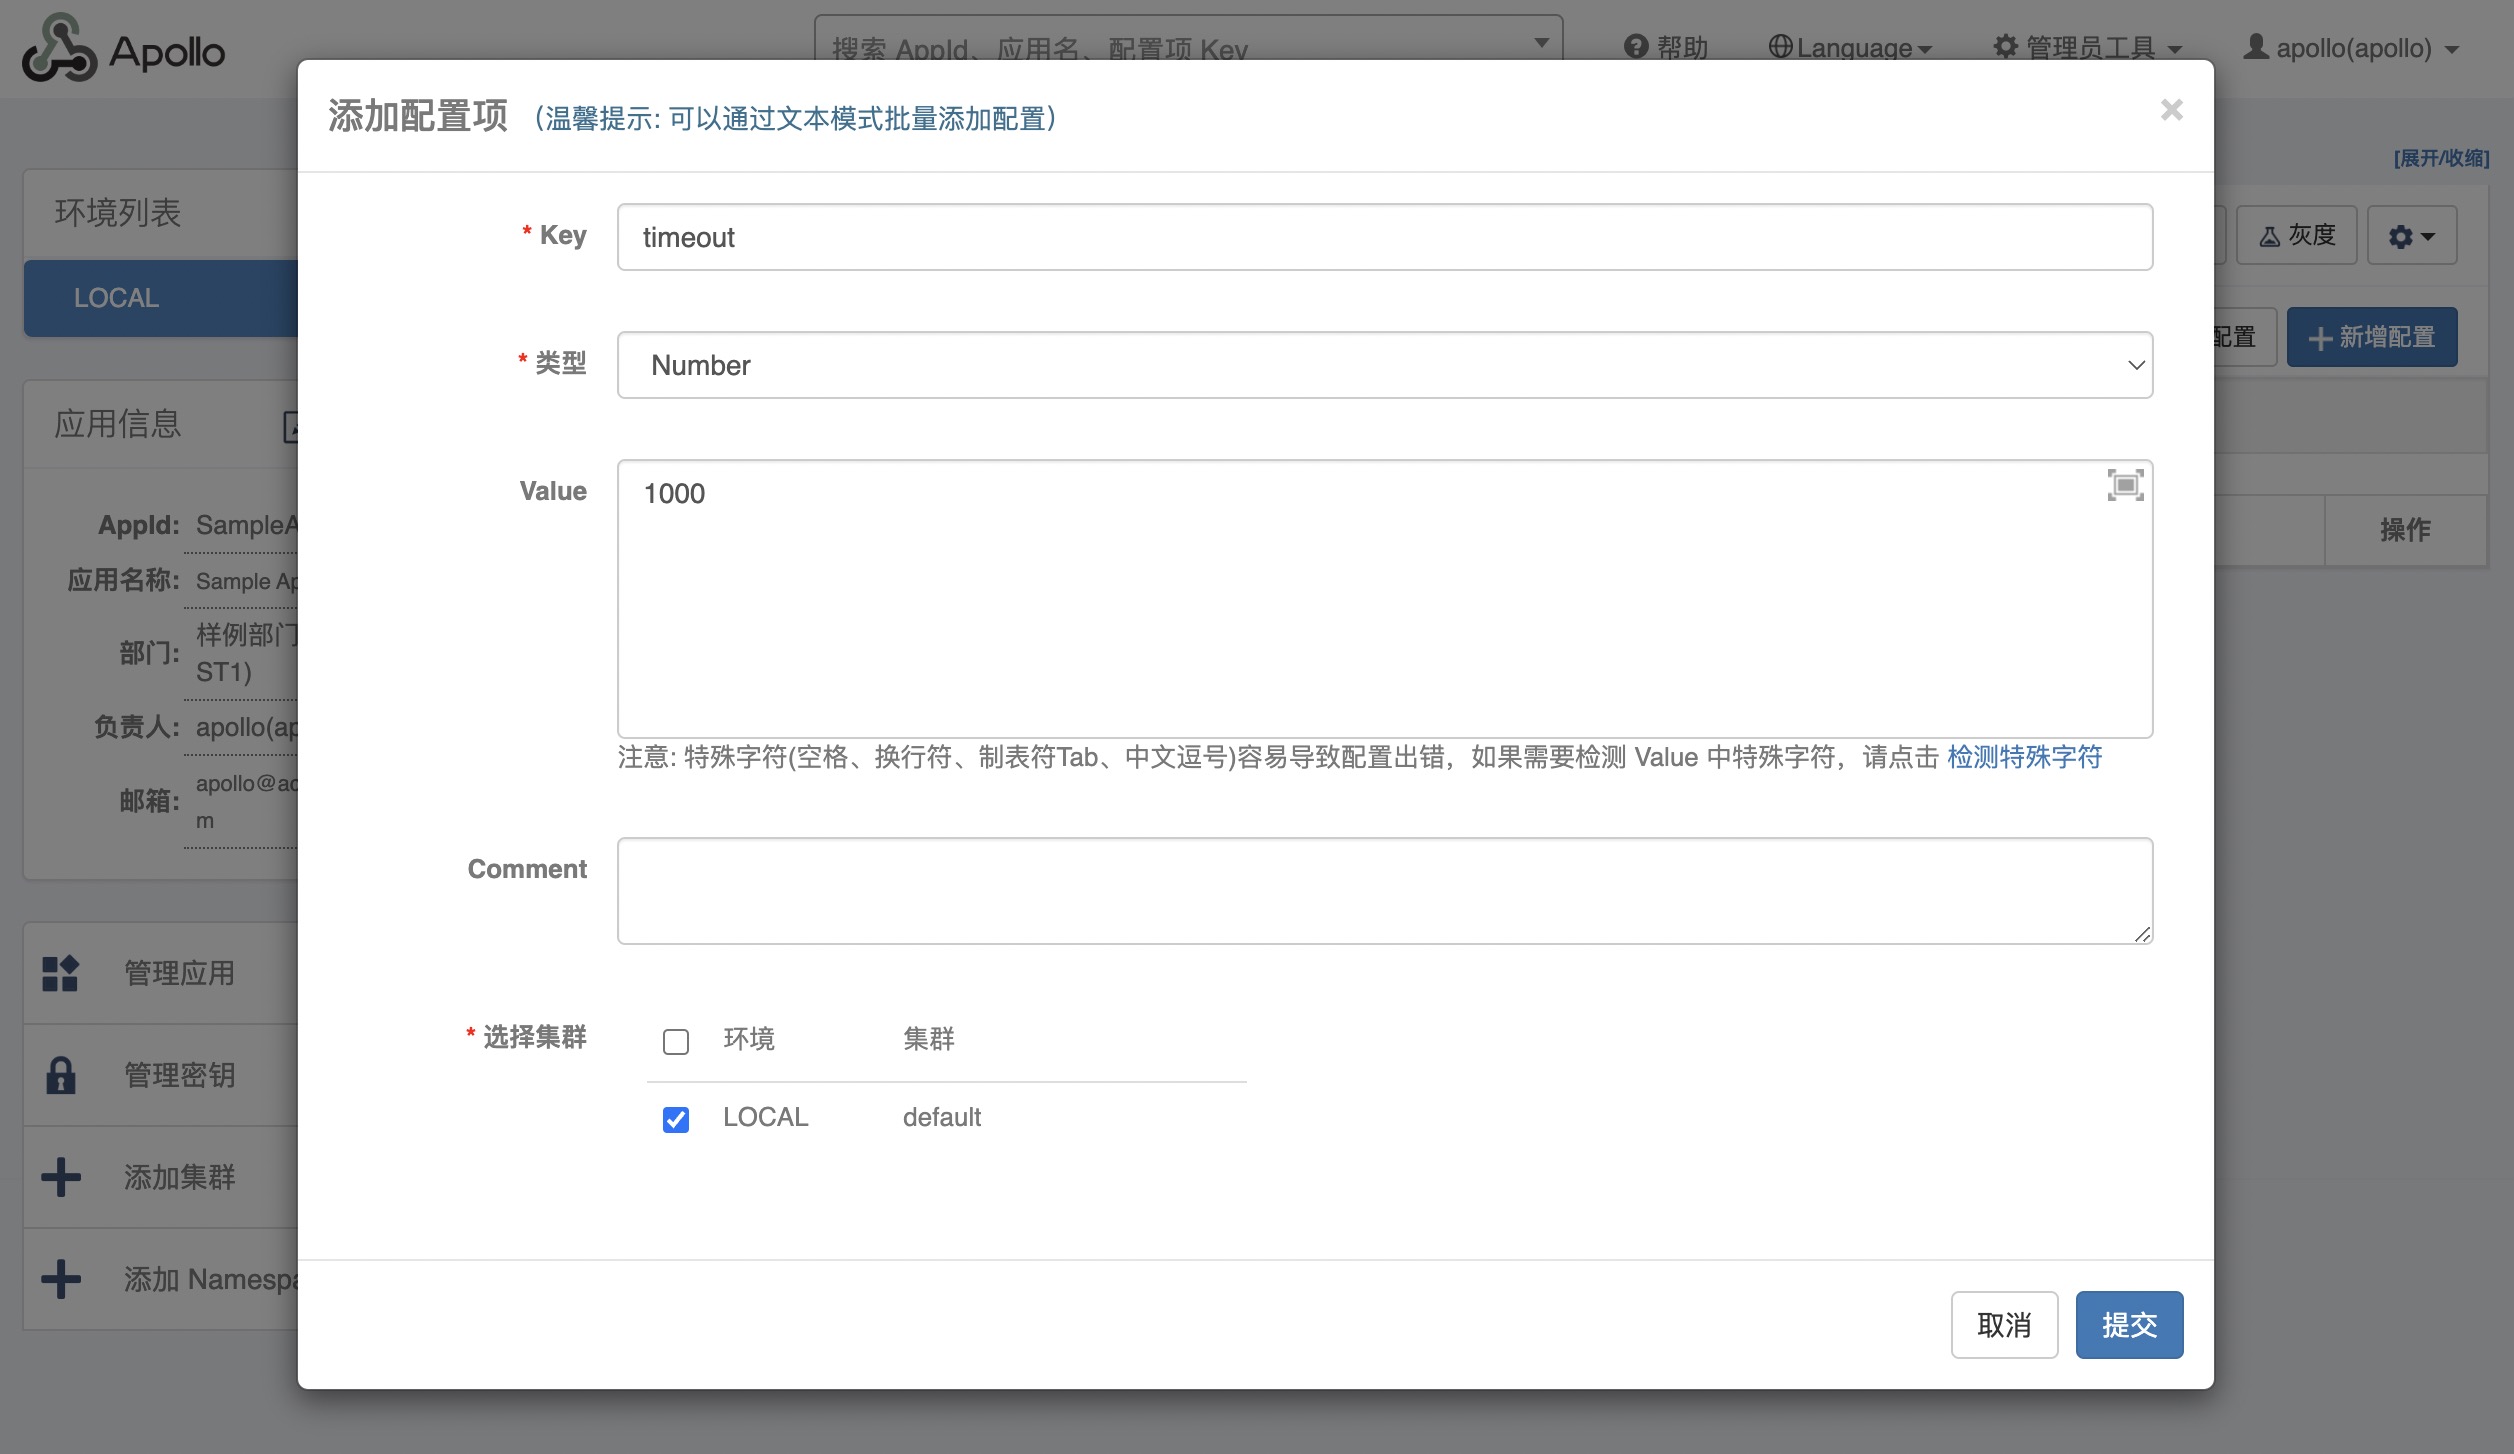 Apollo
搜索 AppId、应用名、配置项 Key
帮助
Language
管理员工具
apollo(apollo)
添加配置项 （温馨提示: 可以通过文本模式批量添加配置）
×
[展开/收缩]
环境列表
LOCAL
灰度
配置
新增配置
* Key
timeout
* 类型
Number
应用信息
Value
1000
操作
AppId: SampleA
应用名称: Sample Ap
部门: 样例部门
ST1)
负责人: apollo(ap
邮箱: apollo@ac
m
注意: 特殊字符(空格、换行符、制表符Tab、中文逗号)容易导致配置出错，如果需要检测 Value 中特殊字符，请点击 检测特殊字符
Comment
管理应用
管理密钥
添加集群
添加 Namespa
* 选择集群
环境 集群
LOCAL default
取消
提交